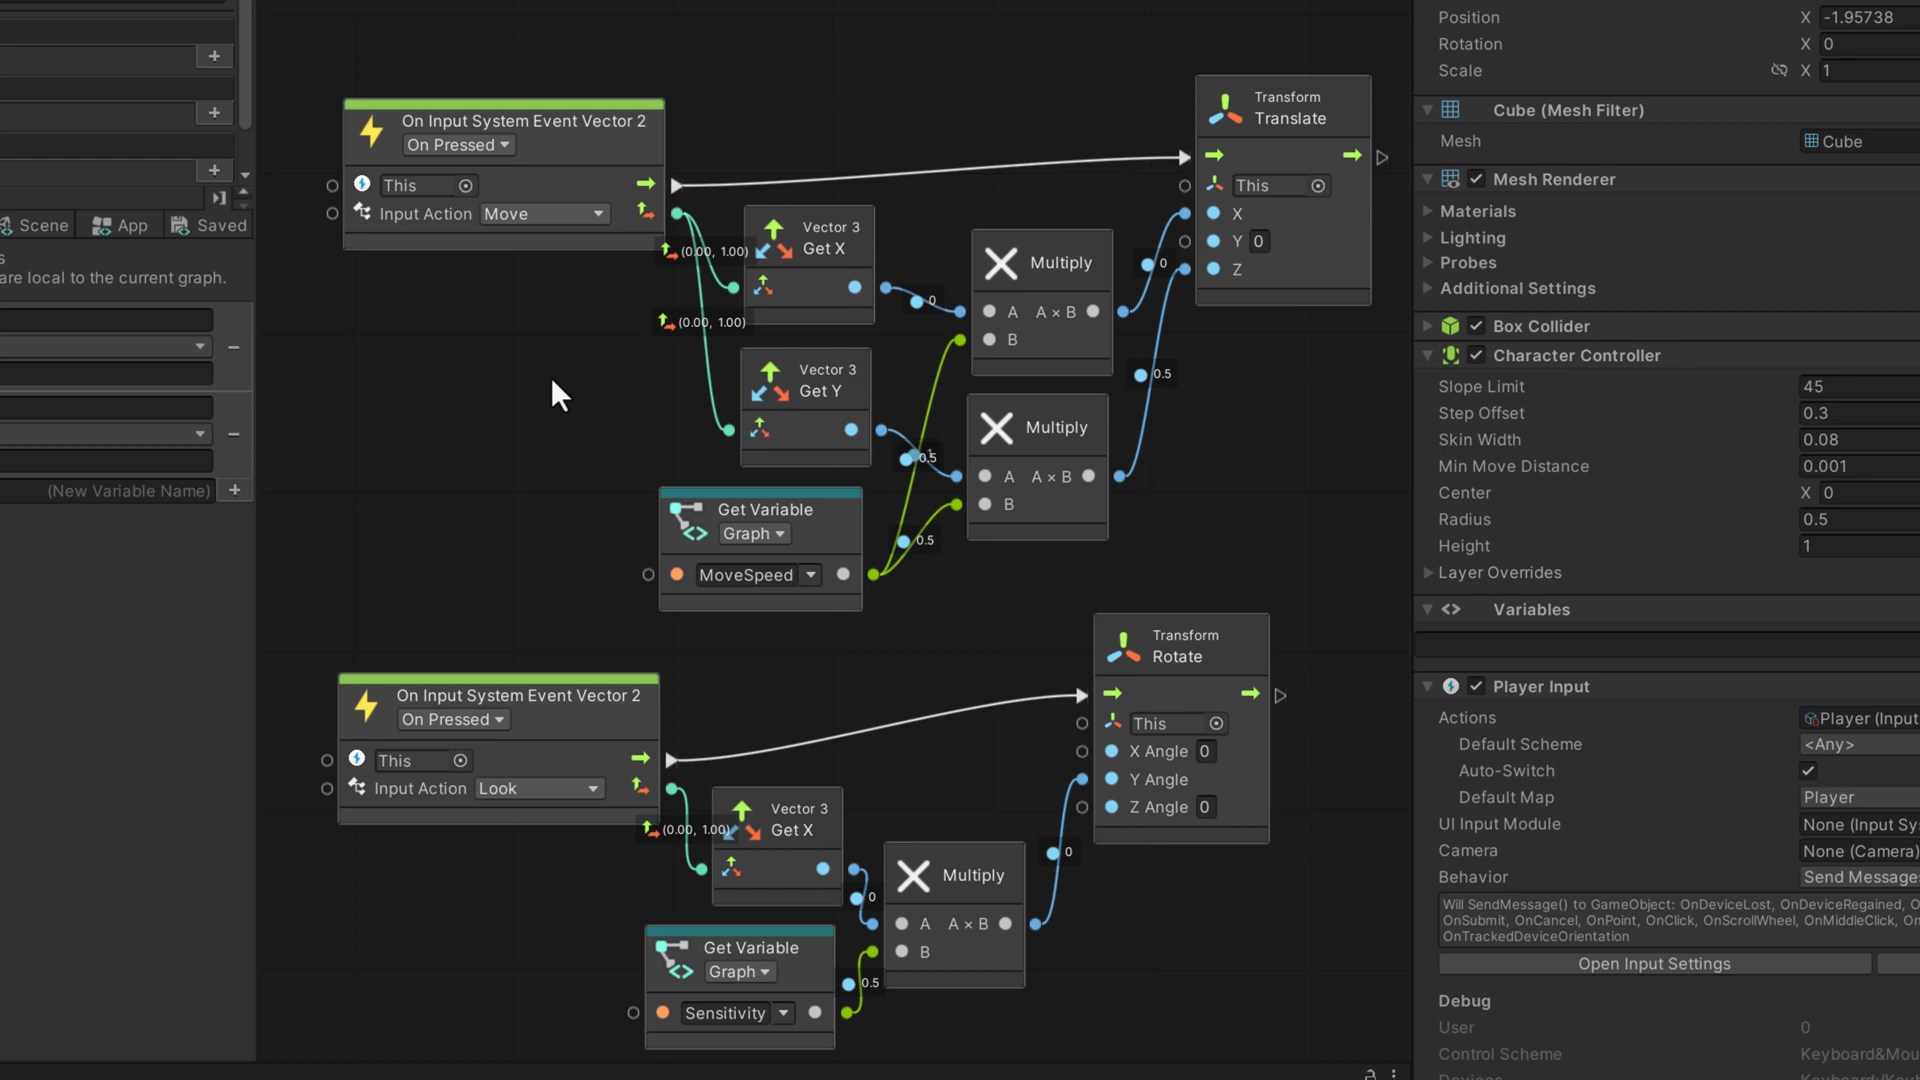 Scene
App
Saved
s
are local to the current graph.
(New Variable Name)
On Input System Event Vector 2
On Pressed
This
Input Action
Move
(0.00, 1.00)
(0.00, 1.00)
Vector 3
Get X
0
Vector 3
Get Y
0.5
Multiply
A A × B
B
0
Multiply
A A × B
B
0.5
Get Variable
Graph
MoveSpeed
0.5
Transform
Translate
This
X
Y 0
Z
On Input System Event Vector 2
On Pressed
This
Input Action
Look
(0.00, 1.00)
Vector 3
Get X
0
Get Variable
Graph
Sensitivity
0.5
Multiply
A A × B
B
0
Transform
Rotate
This
X Angle 0
Y Angle
Z Angle 0
Position X -1.95738
Rotation X 0
Scale X 1
Cube (Mesh Filter)
Mesh Cube
Mesh Renderer
Materials
Lighting
Probes
Additional Settings
Box Collider
Character Controller
Slope Limit 45
Step Offset 0.3
Skin Width 0.08
Min Move Distance 0.001
Center X 0
Radius 0.5
Height 1
Layer Overrides
Variables
Player Input
Actions Player (Input
Default Scheme <Any>
Auto-Switch
Default Map Player
UI Input Module None (Input Sy
Camera None (Camera)
Behavior Send Message
Will SendMessage() to GameObject: OnDeviceLost, OnDeviceRegained, O
OnSubmit, OnCancel, OnPoint, OnClick, OnScrollWheel, OnMiddleClick, On
OnTrackedDeviceOrientation
Open Input Settings
Debug
User 0
Control Scheme Keyboard&Mou